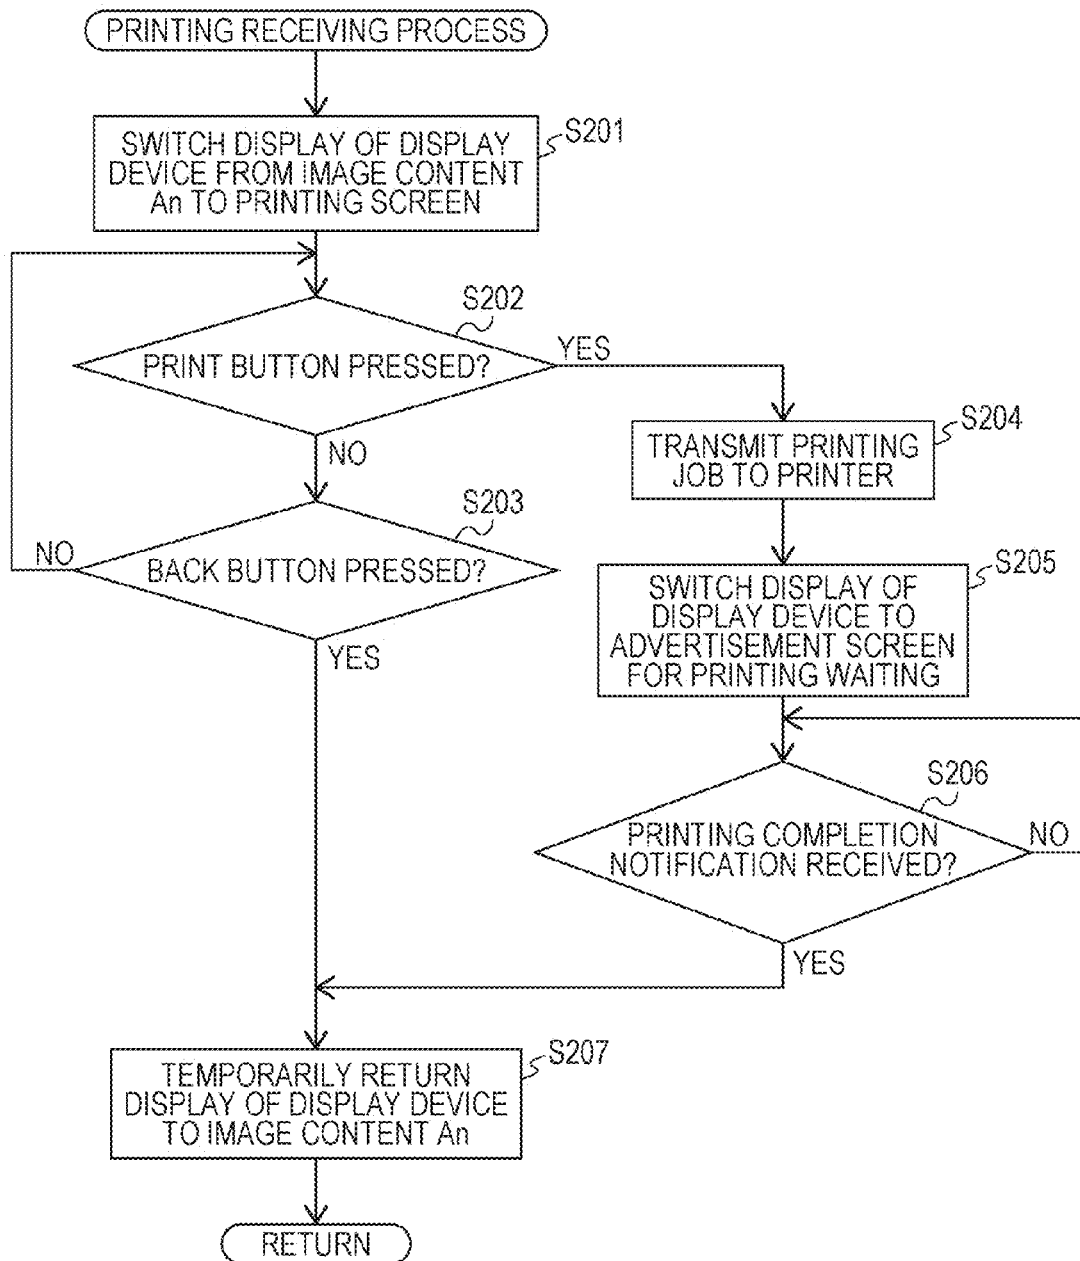 PRINTING RECEIVING PROCESS
S201
SWITCH DISPLAY OF DISPLAY
DEVICE FROM IMAGE CONTENT
An TO PRINTING SCREEN
S202
PRINT BUTTON PRESSED?
YES
NO
S204
TRANSMIT PRINTING
JOB TO PRINTER
S203
BACK BUTTON PRESSED?
NO
YES
S205
SWITCH DISPLAY OF
DISPLAY DEVICE TO
ADVERTISEMENT SCREEN
FOR PRINTING WAITING
S206
PRINTING COMPLETION
NOTIFICATION RECEIVED?
NO
YES
S207
TEMPORARILY RETURN
DISPLAY OF DISPLAY DEVICE
TO IMAGE CONTENT An
RETURN